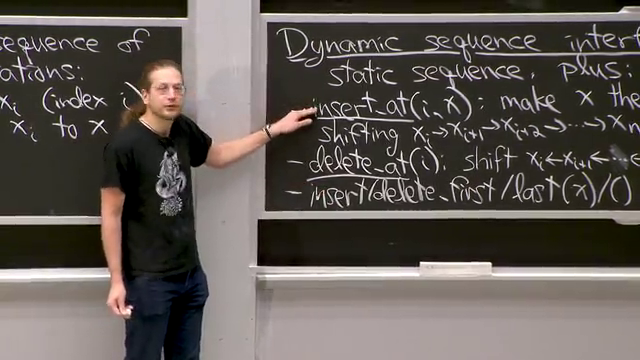 sequence of
ations:
x_i (index i)
x_i to x
Dynamic sequence interf
static sequence, plus:
insert_at(i, x): make x the
shifting x_i → x_{i+1} → x_{i+2} → ... → x_n
- delete_at(i): shift x_i ← x_{i+1} ← ...
- insert/delete_first/last(x)/()